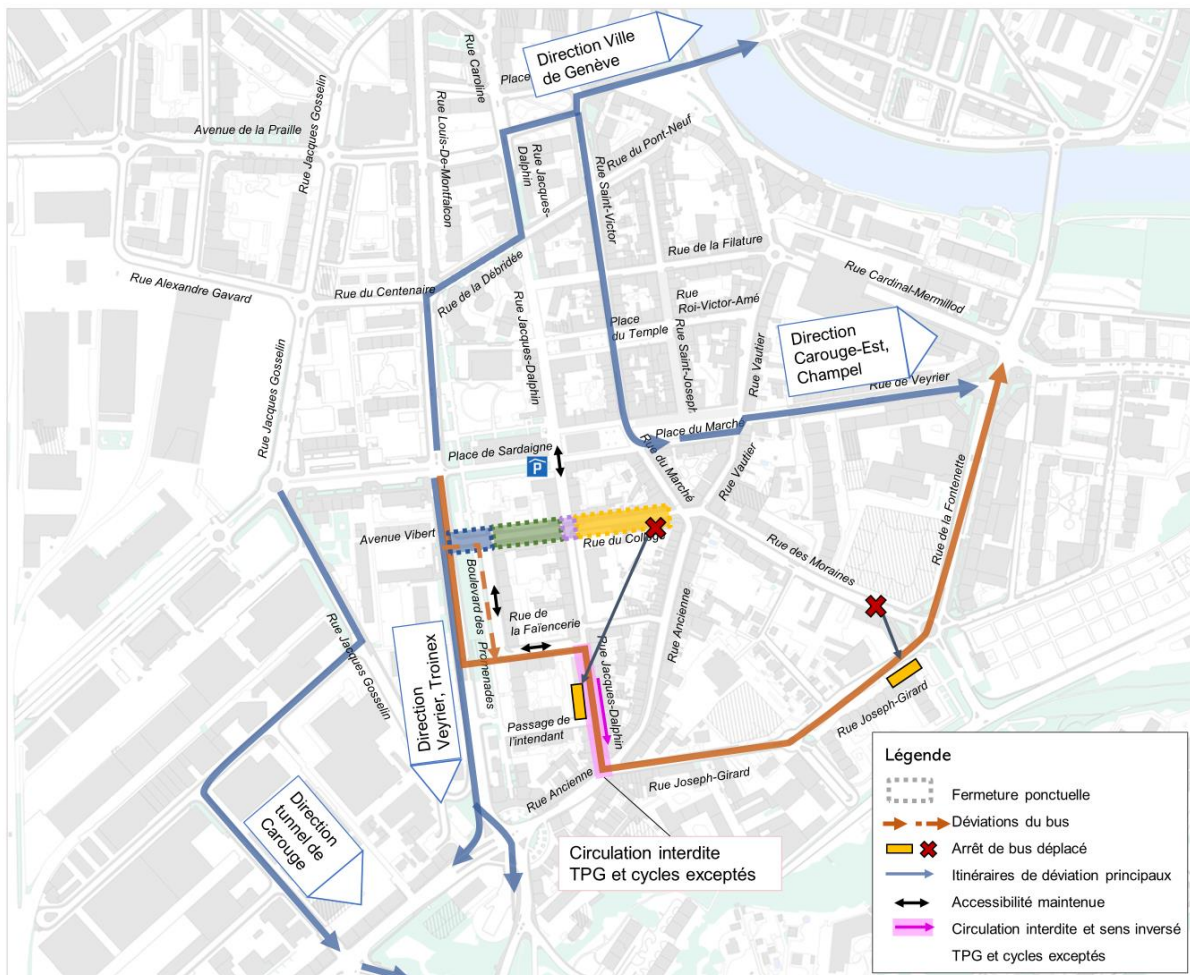 Direction Ville
de Genève
Place
Rue Caroline
Rue Jacques Gosselin
Avenue de la Praille
Rue Louis-De-Montfalcon
Rue Jacques-
Dalphin
Rue du Pont-Neuf
Rue Saint-Victor
Rue de la Filature
Rue Cardinal-Mermillod
Rue Alexandre Gavard
Rue du Centenaire
Rue de la Débridée
Rue
Roi-Victor-Amé
Place
du Temple
Rue Jacques-Dalphin
Rue Saint-Joseph
Rue Vautier
Direction
Carouge-Est,
Champel
Rue de Veyrier
Rue Jacques Gosselin
Place du Marché
Place de Sardaigne
P
Rue du Marché
Rue Vautier
Avenue Vibert
Rue du Collège
Rue des Moraines
Rue de la Fontenette
Boulevard des Promenades
Rue de
la Faïencerie
Rue Ancienne
Rue Jacques Gosselin
Direction
Veyrier, Troinex
Rue Jacques-Dalphin
Passage de
l'intendant
Rue Joseph-Girard
Rue Ancienne
Rue Joseph-Girard
Direction
tunnel de
Carouge
Circulation interdite
TPG et cycles exceptés
Légende
Fermeture ponctuelle
Déviations du bus
Arrêt de bus déplacé
Itinéraires de déviation principaux
Accessibilité maintenue
Circulation interdite et sens inversé
TPG et cycles exceptés